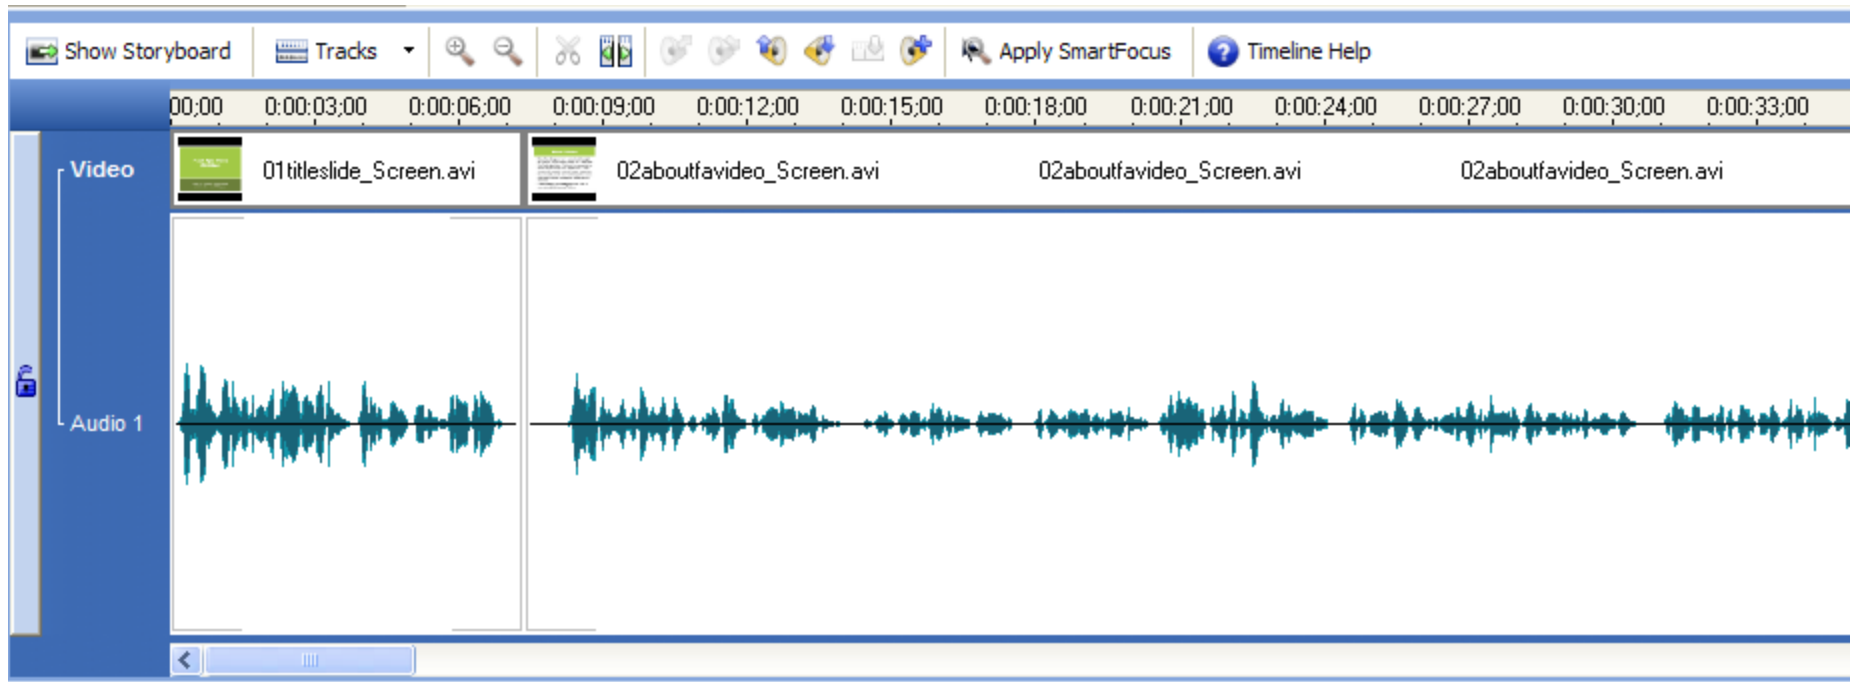 Show Storyboard Tracks Apply SmartFocus Timeline Help
00;00 0:00:03;00 0:00:06;00 0:00:09;00 0:00:12;00 0:00:15;00 0:00:18;00 0:00:21;00 0:00:24;00 0:00:27;00 0:00:30;00 0:00:33;00
Video 01titleslide_Screen.avi 02aboutfavideo_Screen.avi 02aboutfavideo_Screen.avi 02aboutfavideo_Screen.avi
Audio 1